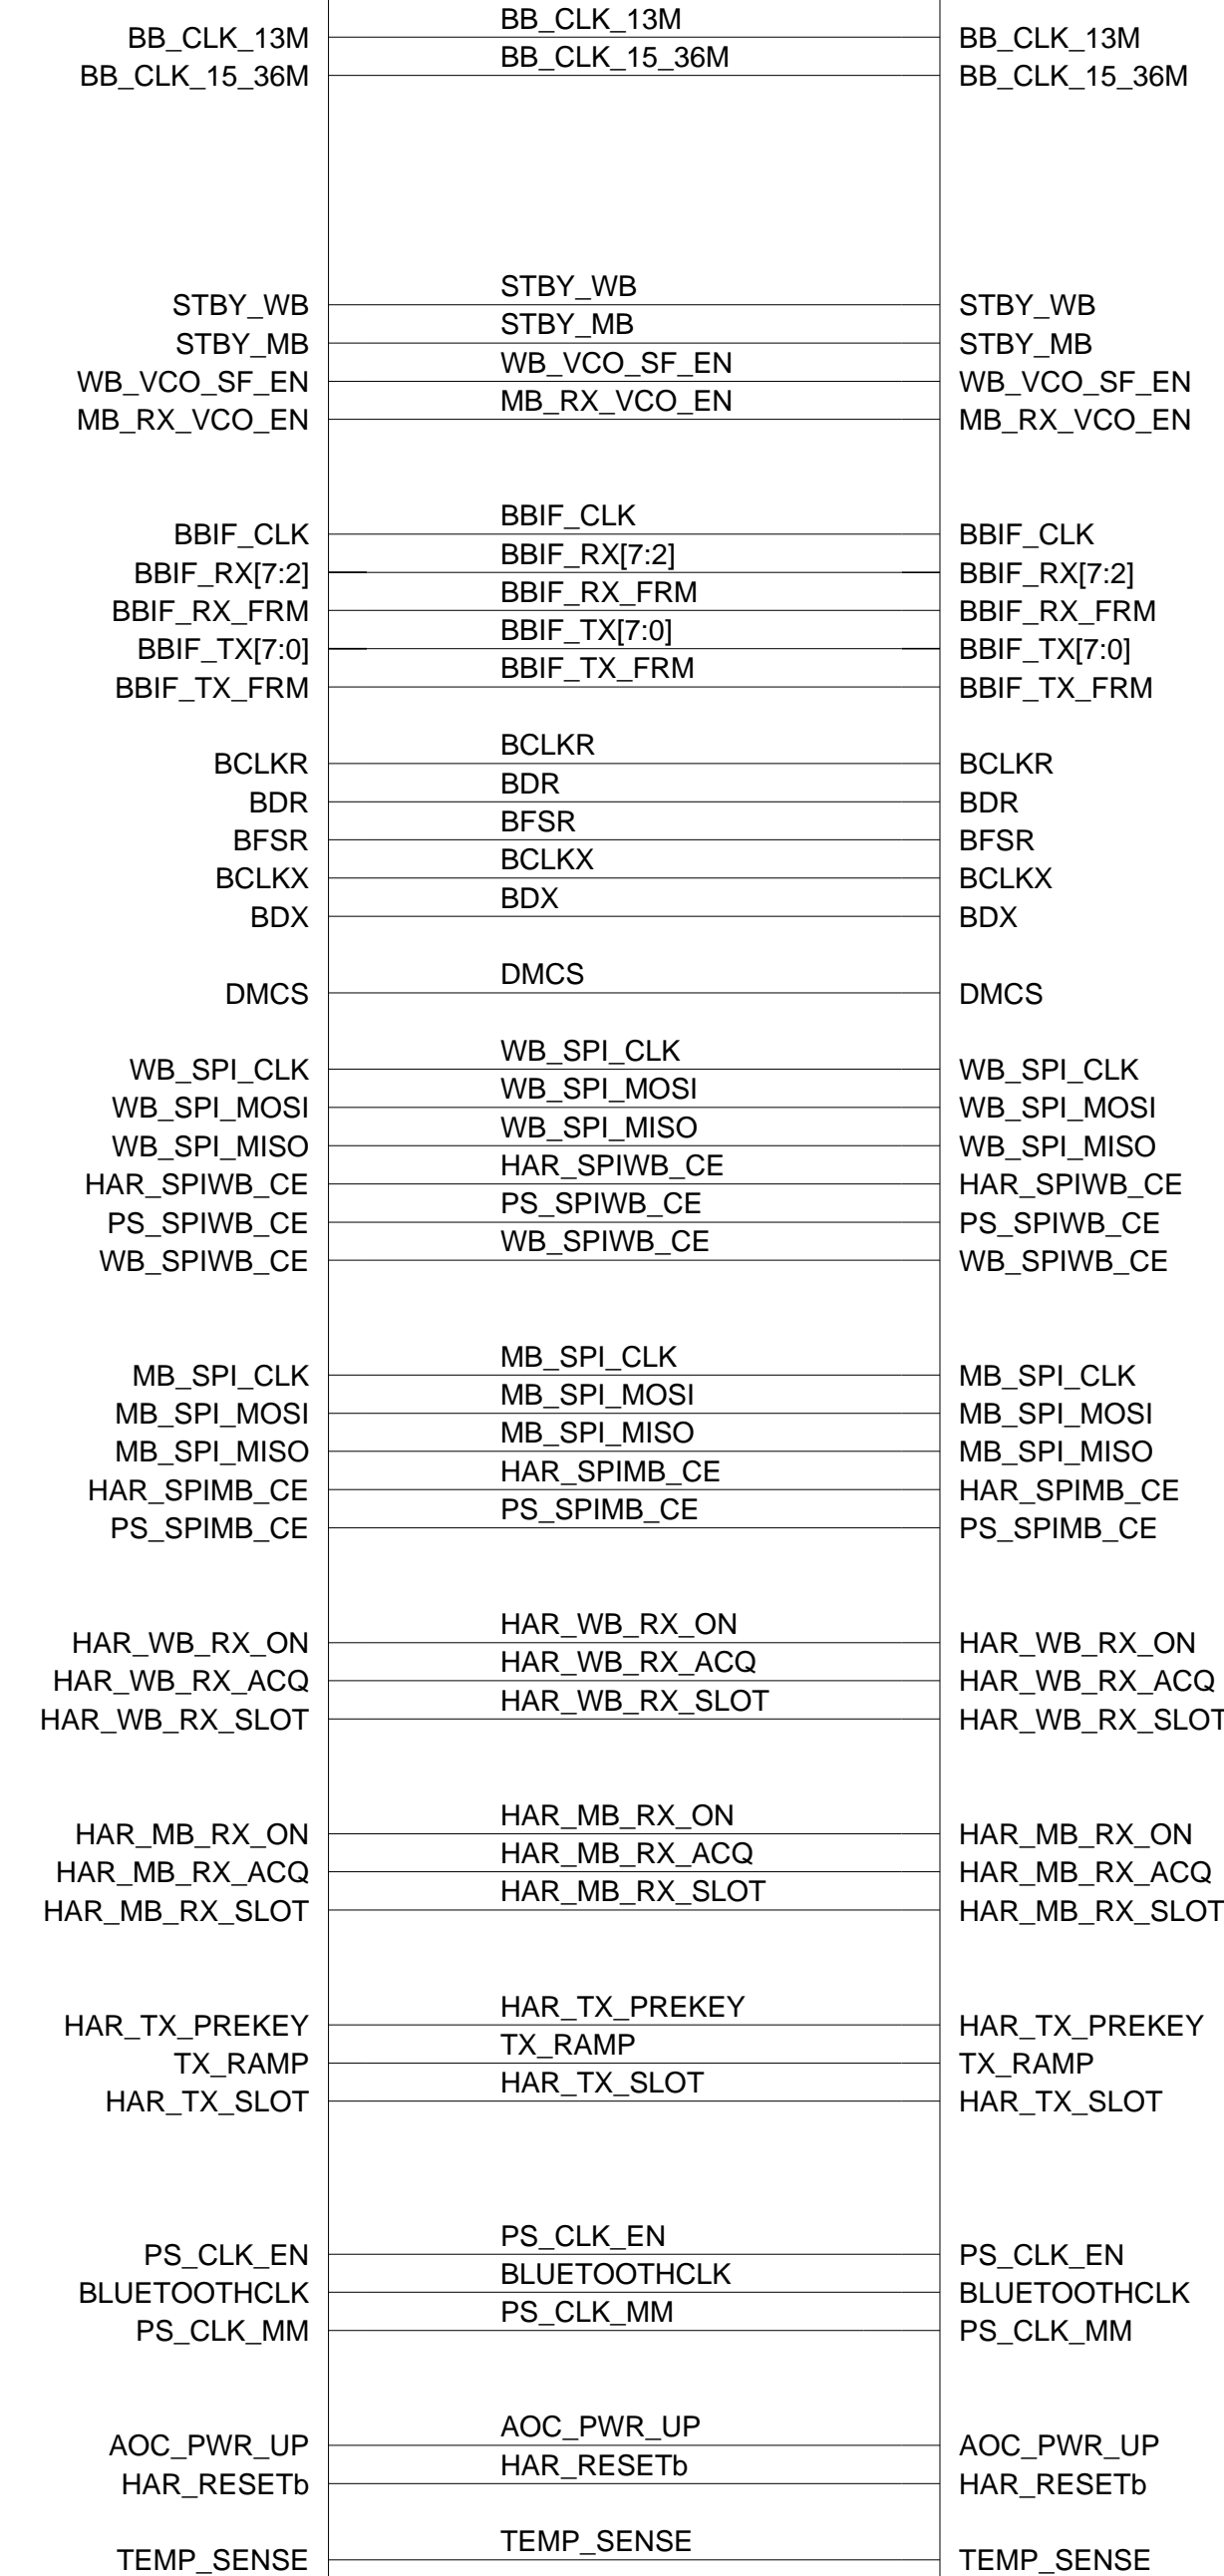 BB_CLK_13M BB_CLK_13M BB_CLK_13M
BB_CLK_15_36M BB_CLK_15_36M BB_CLK_15_36M
STBY_WB STBY_WB STBY_WB
STBY_MB STBY_MB STBY_MB
WB_VCO_SF_EN WB_VCO_SF_EN WB_VCO_SF_EN
MB_RX_VCO_EN MB_RX_VCO_EN MB_RX_VCO_EN
BBIF_CLK BBIF_CLK BBIF_CLK
BBIF_RX[7:2] BBIF_RX[7:2] BBIF_RX[7:2]
BBIF_RX_FRM BBIF_RX_FRM BBIF_RX_FRM
BBIF_TX[7:0] BBIF_TX[7:0] BBIF_TX[7:0]
BBIF_TX_FRM BBIF_TX_FRM BBIF_TX_FRM
BCLKR BCLKR BCLKR
BDR BDR BDR
BFSR BFSR BFSR
BCLKX BCLKX BCLKX
BDX BDX BDX
DMCS DMCS DMCS
WB_SPI_CLK WB_SPI_CLK WB_SPI_CLK
WB_SPI_MOSI WB_SPI_MOSI WB_SPI_MOSI
WB_SPI_MISO WB_SPI_MISO WB_SPI_MISO
HAR_SPIWB_CE HAR_SPIWB_CE HAR_SPIWB_CE
PS_SPIWB_CE PS_SPIWB_CE PS_SPIWB_CE
WB_SPIWB_CE WB_SPIWB_CE WB_SPIWB_CE
MB_SPI_CLK MB_SPI_CLK MB_SPI_CLK
MB_SPI_MOSI MB_SPI_MOSI MB_SPI_MOSI
MB_SPI_MISO MB_SPI_MISO MB_SPI_MISO
HAR_SPIMB_CE HAR_SPIMB_CE HAR_SPIMB_CE
PS_SPIMB_CE PS_SPIMB_CE PS_SPIMB_CE
HAR_WB_RX_ON HAR_WB_RX_ON HAR_WB_RX_ON
HAR_WB_RX_ACQ HAR_WB_RX_ACQ HAR_WB_RX_ACQ
HAR_WB_RX_SLOT HAR_WB_RX_SLOT HAR_WB_RX_SLOT
HAR_MB_RX_ON HAR_MB_RX_ON HAR_MB_RX_ON
HAR_MB_RX_ACQ HAR_MB_RX_ACQ HAR_MB_RX_ACQ
HAR_MB_RX_SLOT HAR_MB_RX_SLOT HAR_MB_RX_SLOT
HAR_TX_PREKEY HAR_TX_PREKEY HAR_TX_PREKEY
TX_RAMP TX_RAMP TX_RAMP
HAR_TX_SLOT HAR_TX_SLOT HAR_TX_SLOT
PS_CLK_EN PS_CLK_EN PS_CLK_EN
BLUETOOTHCLK BLUETOOTHCLK BLUETOOTHCLK
PS_CLK_MM PS_CLK_MM PS_CLK_MM
AOC_PWR_UP AOC_PWR_UP AOC_PWR_UP
HAR_RESETb HAR_RESETb HAR_RESETb
TEMP_SENSE TEMP_SENSE TEMP_SENSE